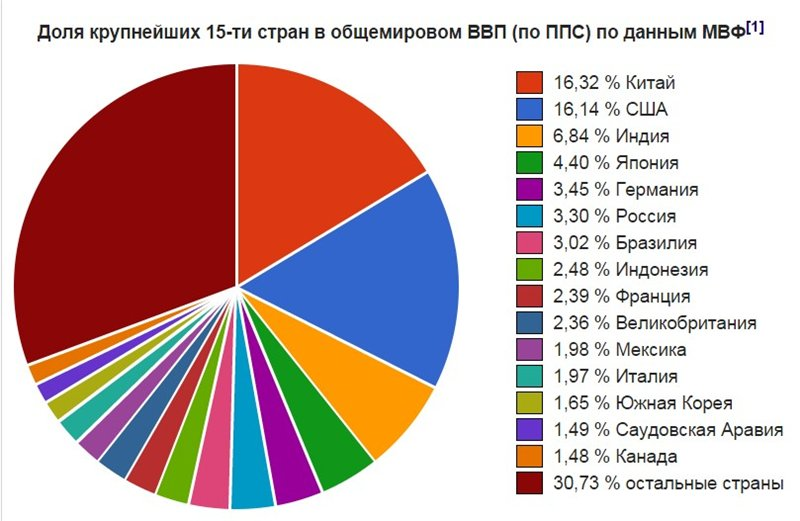 Доля крупнейших 15-ти стран в общемировом ВВП (по ППС) по данным МВФ[1]
16,32 % Китай
16,14 % США
6,84 % Индия
4,40 % Япония
3,45 % Германия
3,30 % Россия
3,02 % Бразилия
2,48 % Индонезия
2,39 % Франция
2,36 % Великобритания
1,98 % Мексика
1,97 % Италия
1,65 % Южная Корея
1,49 % Саудовская Аравия
1,48 % Канада
30,73 % остальные страны